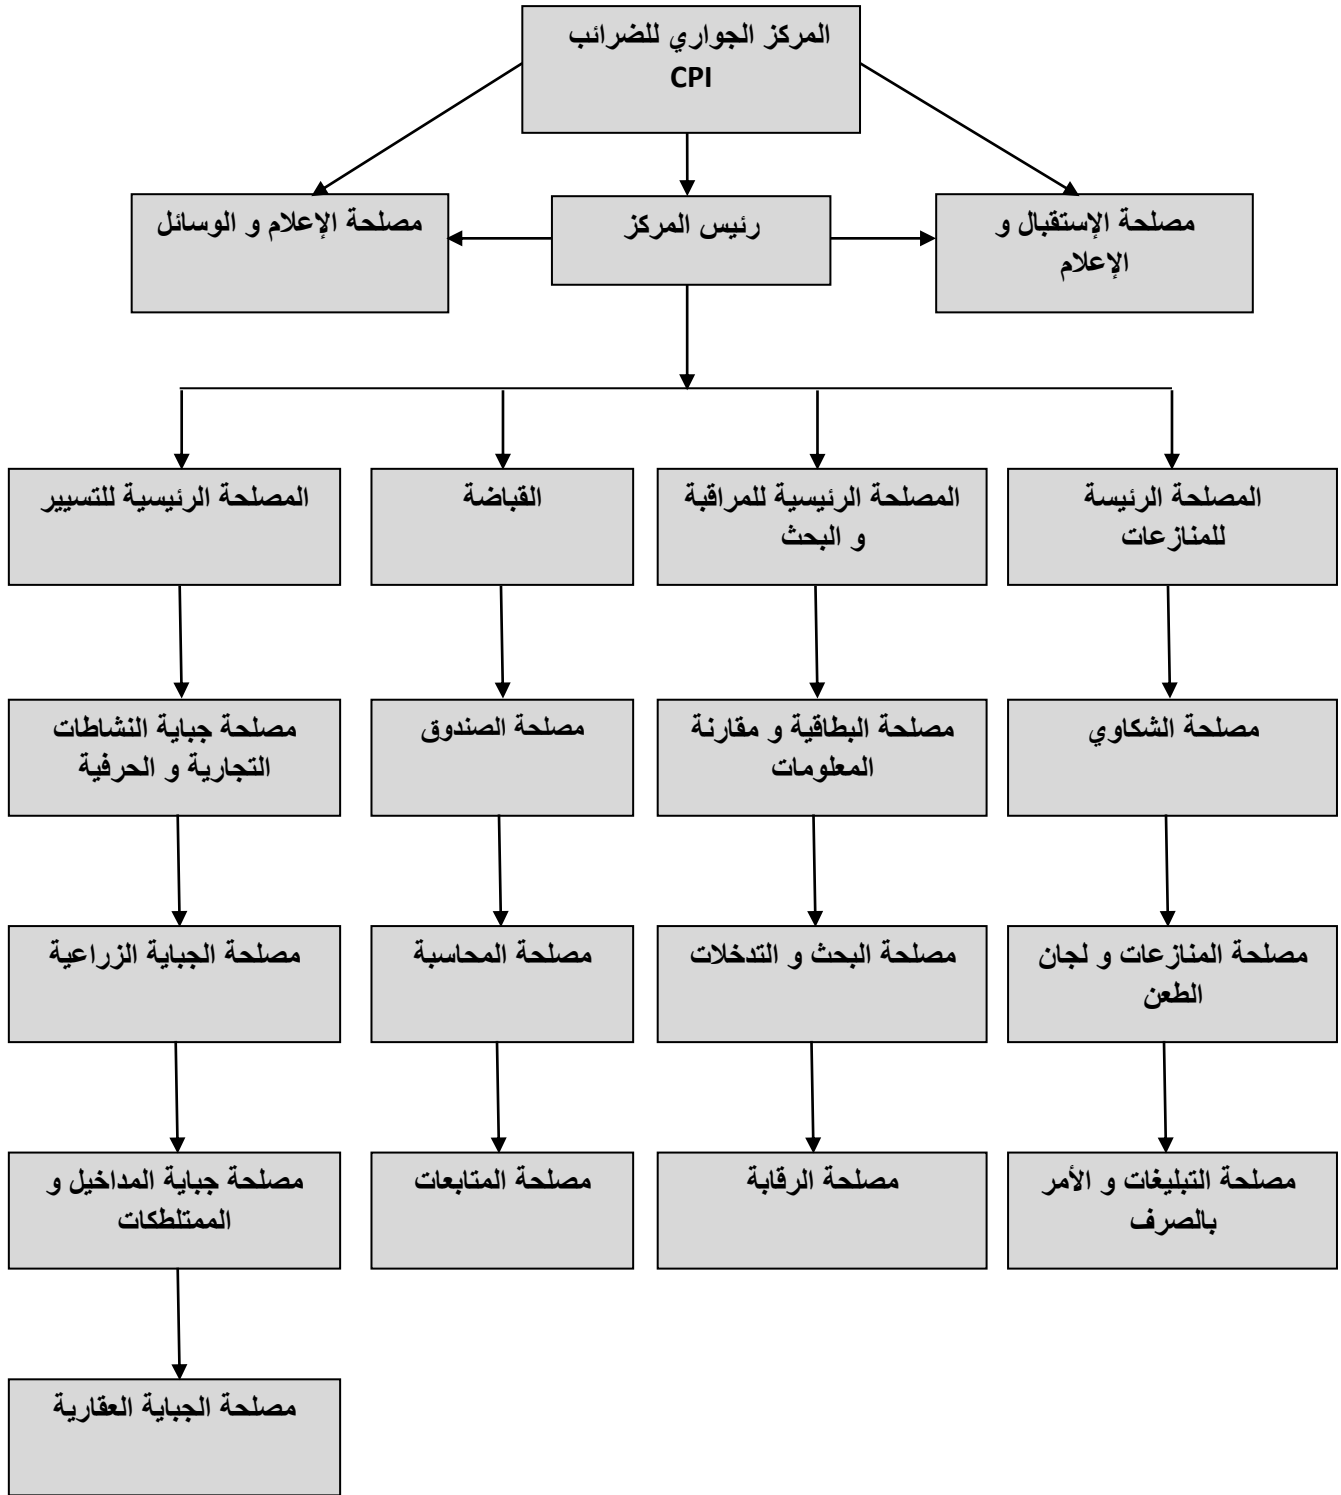 المركز الجواري للضرائب
CPI
مصلحة الإستقبال و
الإعلام
رئيس المركز
مصلحة الإعلام و الوسائل
المصلحة الرئيسة
للمنازعات
المصلحة الرئيسية للمراقبة
و البحث
القباضة
المصلحة الرئيسية للتسيير
مصلحة الشكاوي
مصلحة البطاقية و مقارنة
المعلومات
مصلحة الصندوق
مصلحة جباية النشاطات
التجارية و الحرفية
مصلحة المنازعات و لجان
الطعن
مصلحة البحث و التدخلات
مصلحة المحاسبة
مصلحة الجباية الزراعية
مصلحة التبليغات و الأمر
بالصرف
مصلحة الرقابة
مصلحة المتابعات
مصلحة جباية المداخيل و
الممتلطكات
مصلحة الجباية العقارية